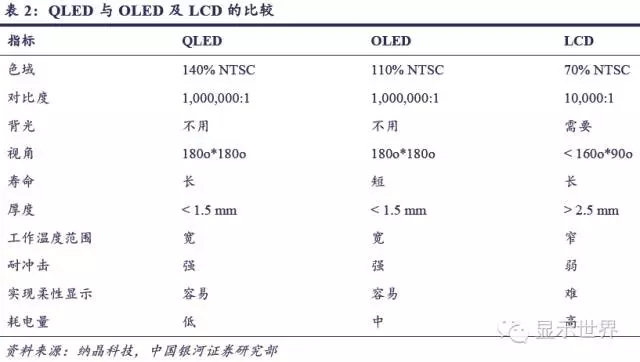 表 2：QLED 与 OLED 及 LCD 的比较
指标 QLED OLED LCD
色域 140% NTSC 110% NTSC 70% NTSC
对比度 1,000,000:1 1,000,000:1 10,000:1
背光 不用 不用 需要
视角 180o*180o 180o*180o < 160o*90o
寿命 长 短 长
厚度 < 1.5 mm < 1.5 mm > 2.5 mm
工作温度范围 宽 宽 窄
耐冲击 强 强 弱
实现柔性显示 容易 容易 难
耗电量 低 中 高
资料来源：纳晶科技，中国银河证券研究部
显示世界